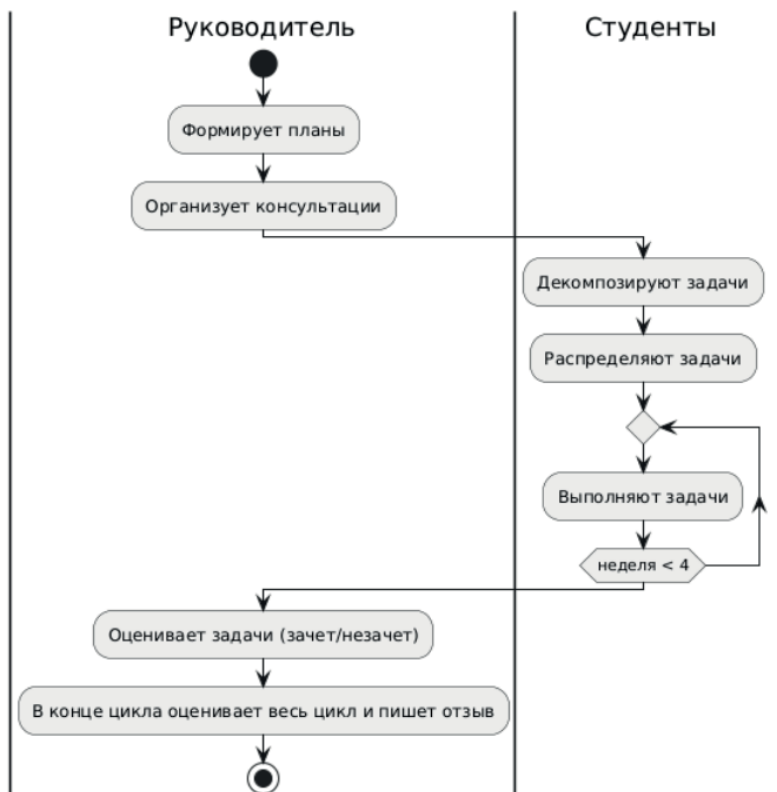 Руководитель
Студенты
Формирует планы
Организует консультации
Декомпозируют задачи
Распределяют задачи
Выполняют задачи
неделя < 4
Оценивает задачи (зачет/незачет)
В конце цикла оценивает весь цикл и пишет отзыв